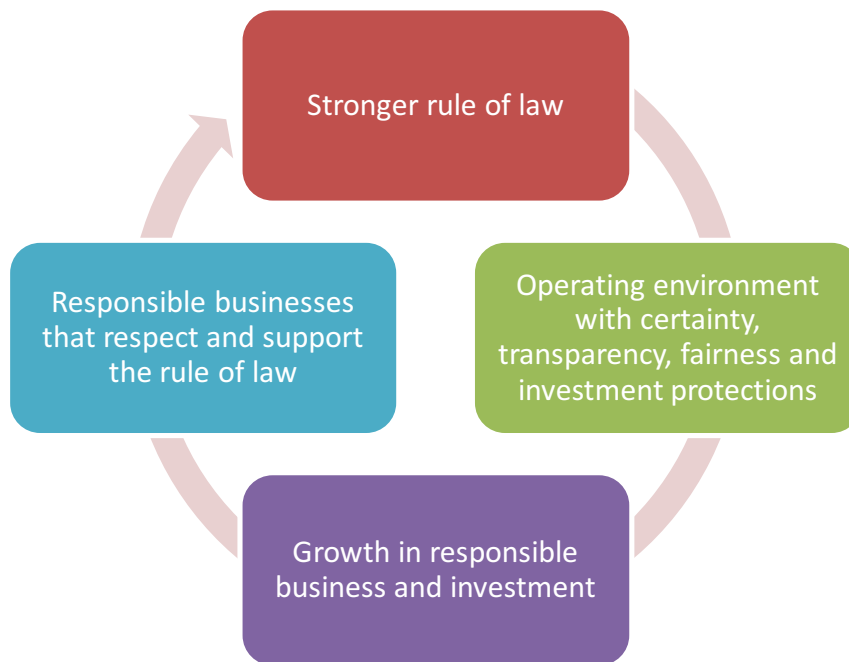 Stronger rule of law
Operating environment
with certainty,
transparency, fairness and
investment protections
Growth in responsible
business and investment
Responsible businesses
that respect and support
the rule of law